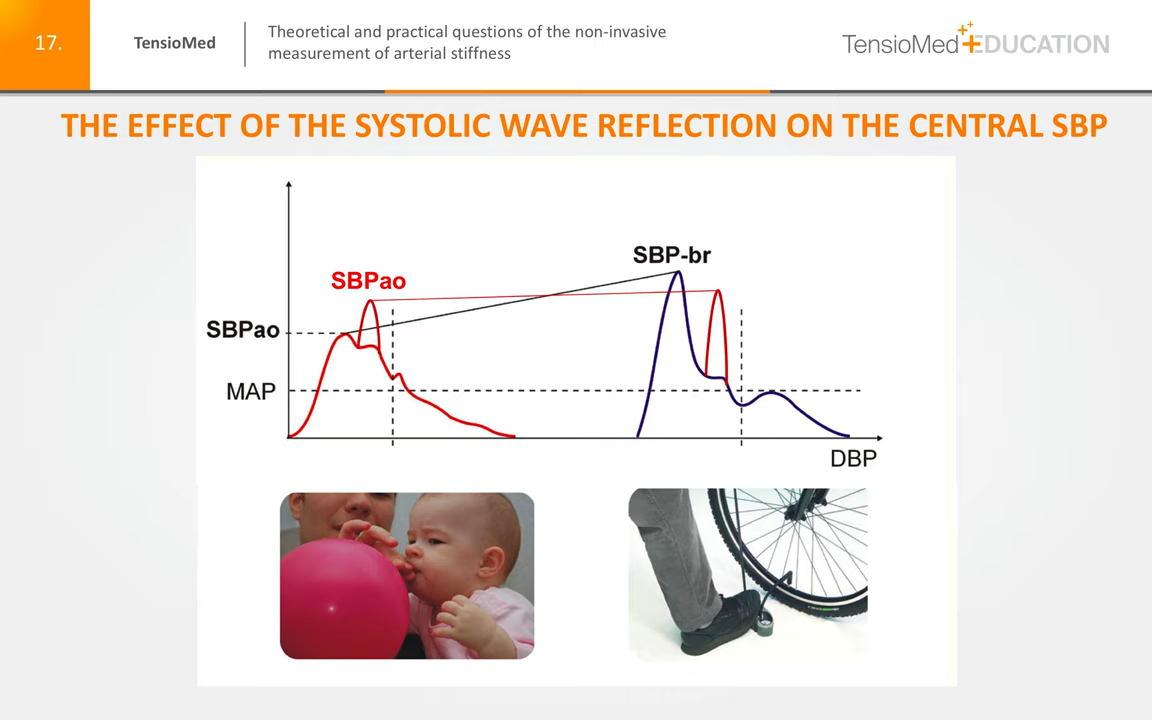 17.
TensioMed
Theoretical and practical questions of the non-invasive
measurement of arterial stiffness
TensioMed EDUCATION
THE EFFECT OF THE SYSTOLIC WAVE REFLECTION ON THE CENTRAL SBP
SBP-br
SBPao
SBPao
MAP
DBP